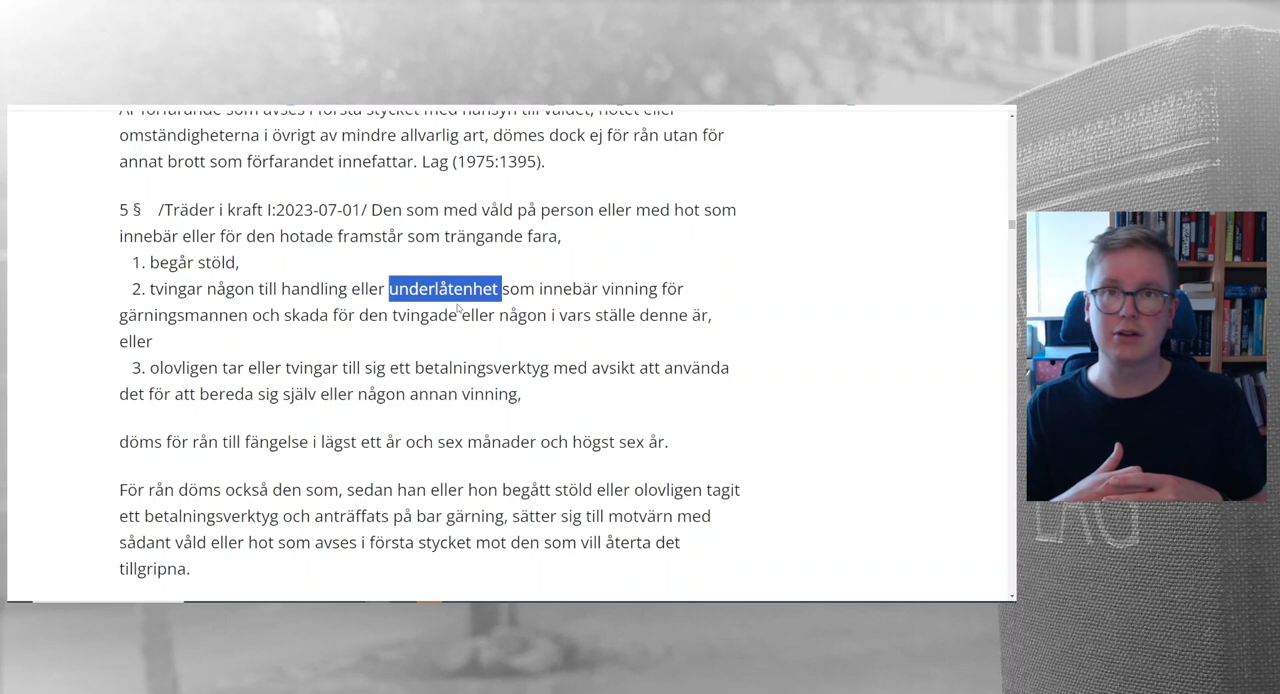 omständigheterna i övrigt av mindre allvarlig art, dömes dock ej för rån utan för
annat brott som förfarandet innefattar. Lag (1975:1395).
5 § /Träder i kraft I:2023-07-01/ Den som med våld på person eller med hot som
innebär eller för den hotade framstår som trängande fara,
1. begår stöld,
2. tvingar någon till handling eller underlåtenhet som innebär vinning för
gärningsmannen och skada för den tvingade eller någon i vars ställe denne är,
eller
3. olovligen tar eller tvingar till sig ett betalningsverktyg med avsikt att använda
det för att bereda sig själv eller någon annan vinning,
döms för rån till fängelse i lägst ett år och sex månader och högst sex år.
För rån döms också den som, sedan han eller hon begått stöld eller olovligen tagit
ett betalningsverktyg och anträffats på bar gärning, sätter sig till motvärn med
sådant våld eller hot som avses i första stycket mot den som vill återta det
tillgripna.
LAG